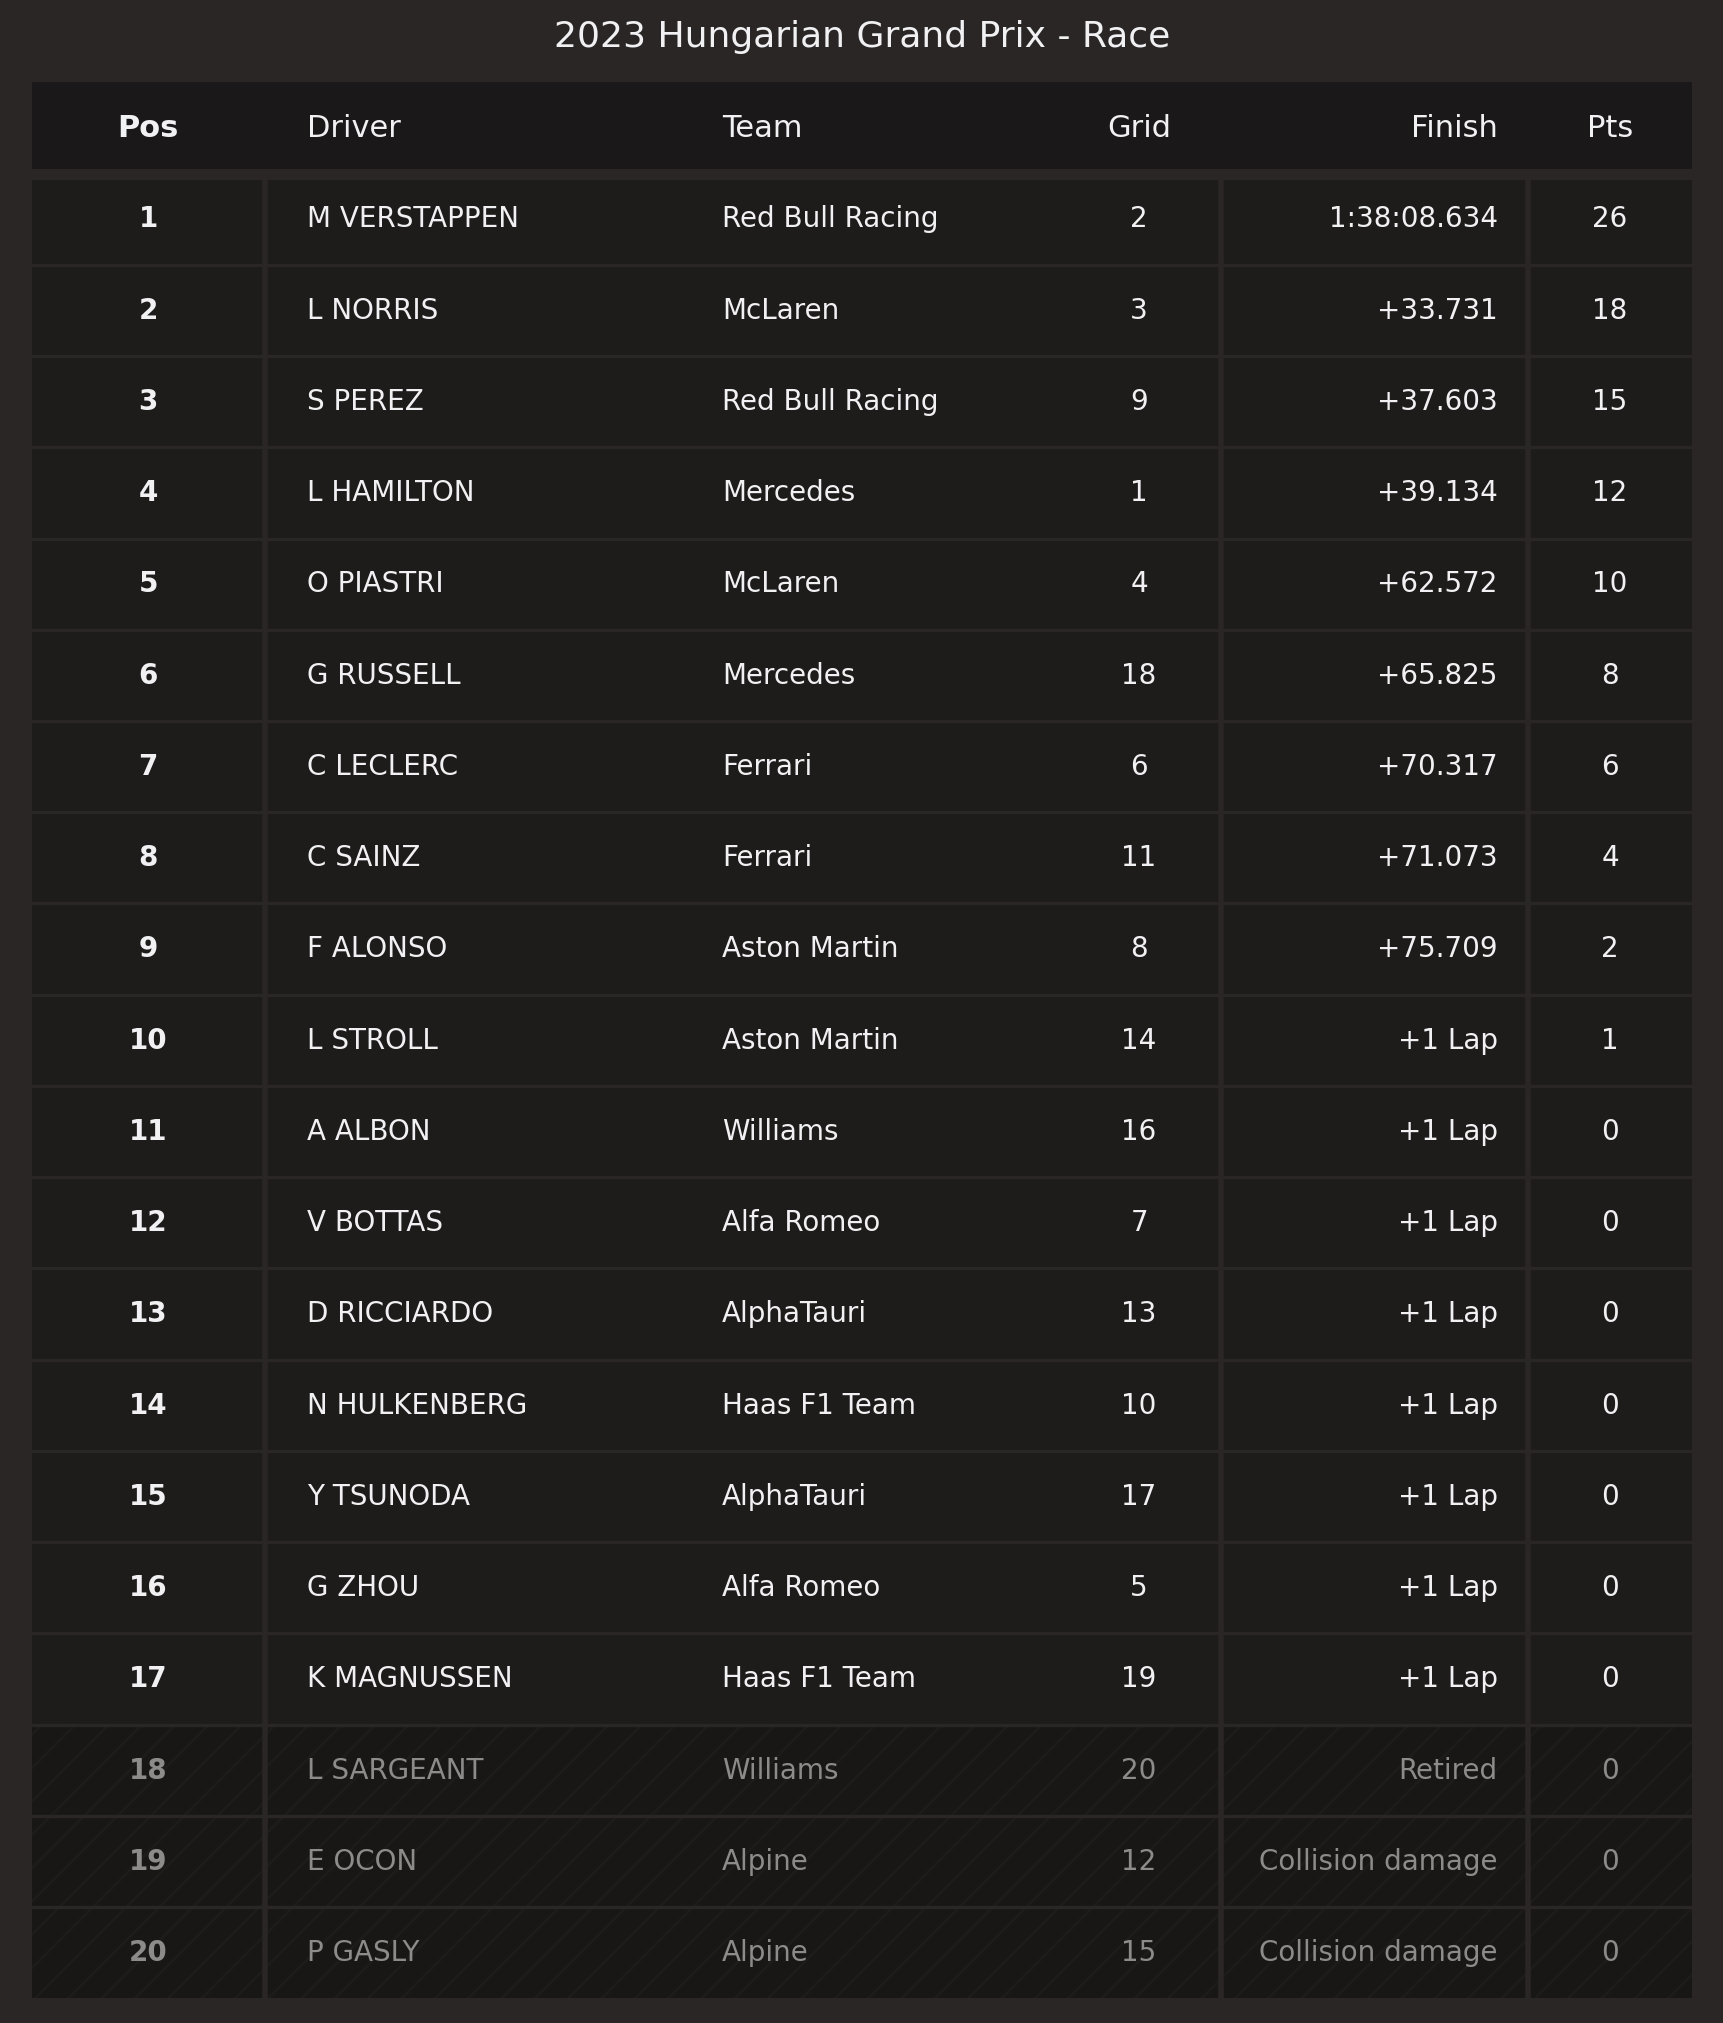 2023 Hungarian Grand Prix - Race
Pos Driver Team Grid Finish Pts
1 M VERSTAPPEN Red Bull Racing 2 1:38:08.634 26
2 L NORRIS McLaren 3 +33.731 18
3 S PEREZ Red Bull Racing 9 +37.603 15
4 L HAMILTON Mercedes 1 +39.134 12
5 O PIASTRI McLaren 4 +62.572 10
6 G RUSSELL Mercedes 18 +65.825 8
7 C LECLERC Ferrari 6 +70.317 6
8 C SAINZ Ferrari 11 +71.073 4
9 F ALONSO Aston Martin 8 +75.709 2
10 L STROLL Aston Martin 14 +1 Lap 1
11 A ALBON Williams 16 +1 Lap 0
12 V BOTTAS Alfa Romeo 7 +1 Lap 0
13 D RICCIARDO AlphaTauri 13 +1 Lap 0
14 N HULKENBERG Haas F1 Team 10 +1 Lap 0
15 Y TSUNODA AlphaTauri 17 +1 Lap 0
16 G ZHOU Alfa Romeo 5 +1 Lap 0
17 K MAGNUSSEN Haas F1 Team 19 +1 Lap 0
18 L SARGEANT Williams 20 Retired 0
19 E OCON Alpine 12 Collision damage 0
20 P GASLY Alpine 15 Collision damage 0